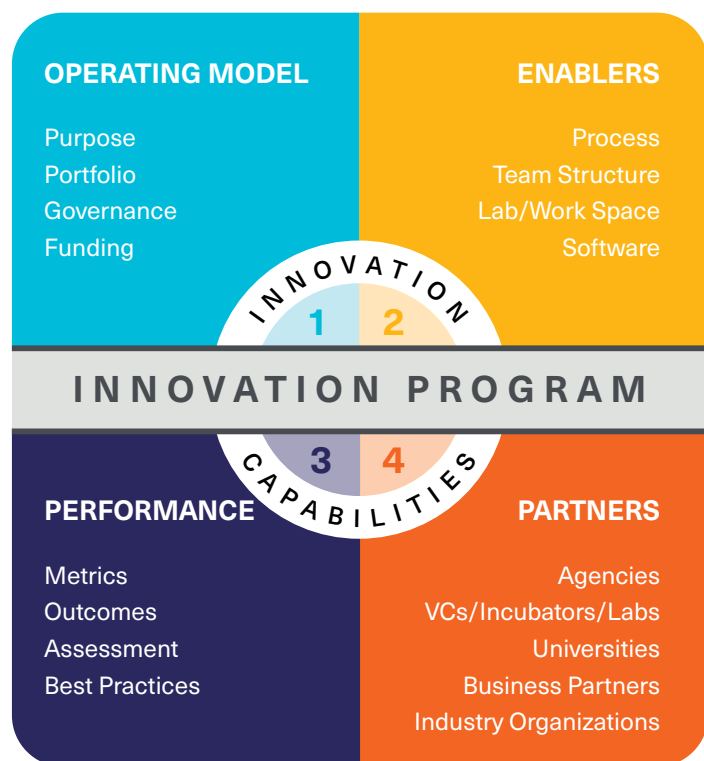 OPERATING MODEL
Purpose
Portfolio
Governance
Funding
ENABLERS
Process
Team Structure
Lab/Work Space
Software
INNOVATION
1
2
INNOVATION PROGRAM
3
4
CAPABILITIES
PERFORMANCE
Metrics
Outcomes
Assessment
Best Practices
PARTNERS
Agencies
VCs/Incubators/Labs
Universities
Business Partners
Industry Organizations